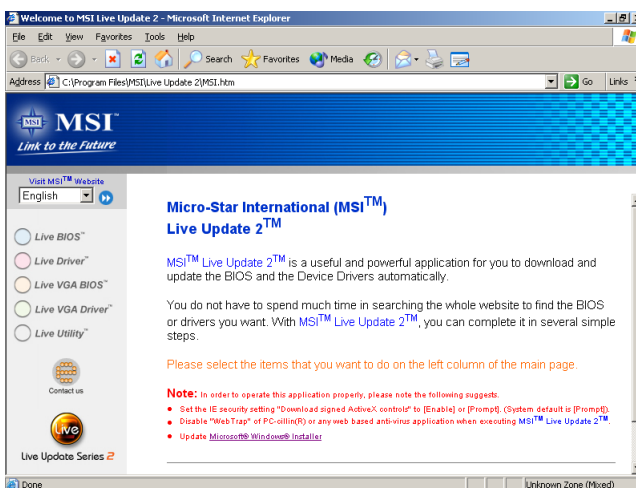 Welcome to MSI Live Update 2 - Microsoft Internet Explorer
File Edit View Favorites Tools Help
Back Search Favorites Media
Address C:\Program Files\MSI\Live Update 2\MSI.htm Go Links
MSI MSI™
Link to the Future
Visit MSI™ Website
English
Live BIOS™
Live Driver™
Live VGA BIOS™
Live VGA Driver™
Live Utility™
Contact us
Live
Live Update Series 2
Micro-Star International (MSI™)
Live Update 2™
MSI™ Live Update 2™ is a useful and powerful application for you to download and
update the BIOS and the Device Drivers automatically.
You do not have to spend much time in searching the whole website to find the BIOS
or drivers you want. With MSI™ Live Update 2™, you can complete it in several simple
steps.
Please select the items that you want to do on the left column of the main page.
Note: In order to operate this application properly, please note the following suggests.
• Set the IE security setting "Download signed ActiveX controls" to [Enable] or [Prompt]. (System default is [Prompt]).
• Disable "WebTrap" of PC-cillin(R) or any web based anti-virus application when executing MSI™ Live Update 2™.
• Update Microsoft® Windows® Installer
Done Unknown Zone (Mixed)